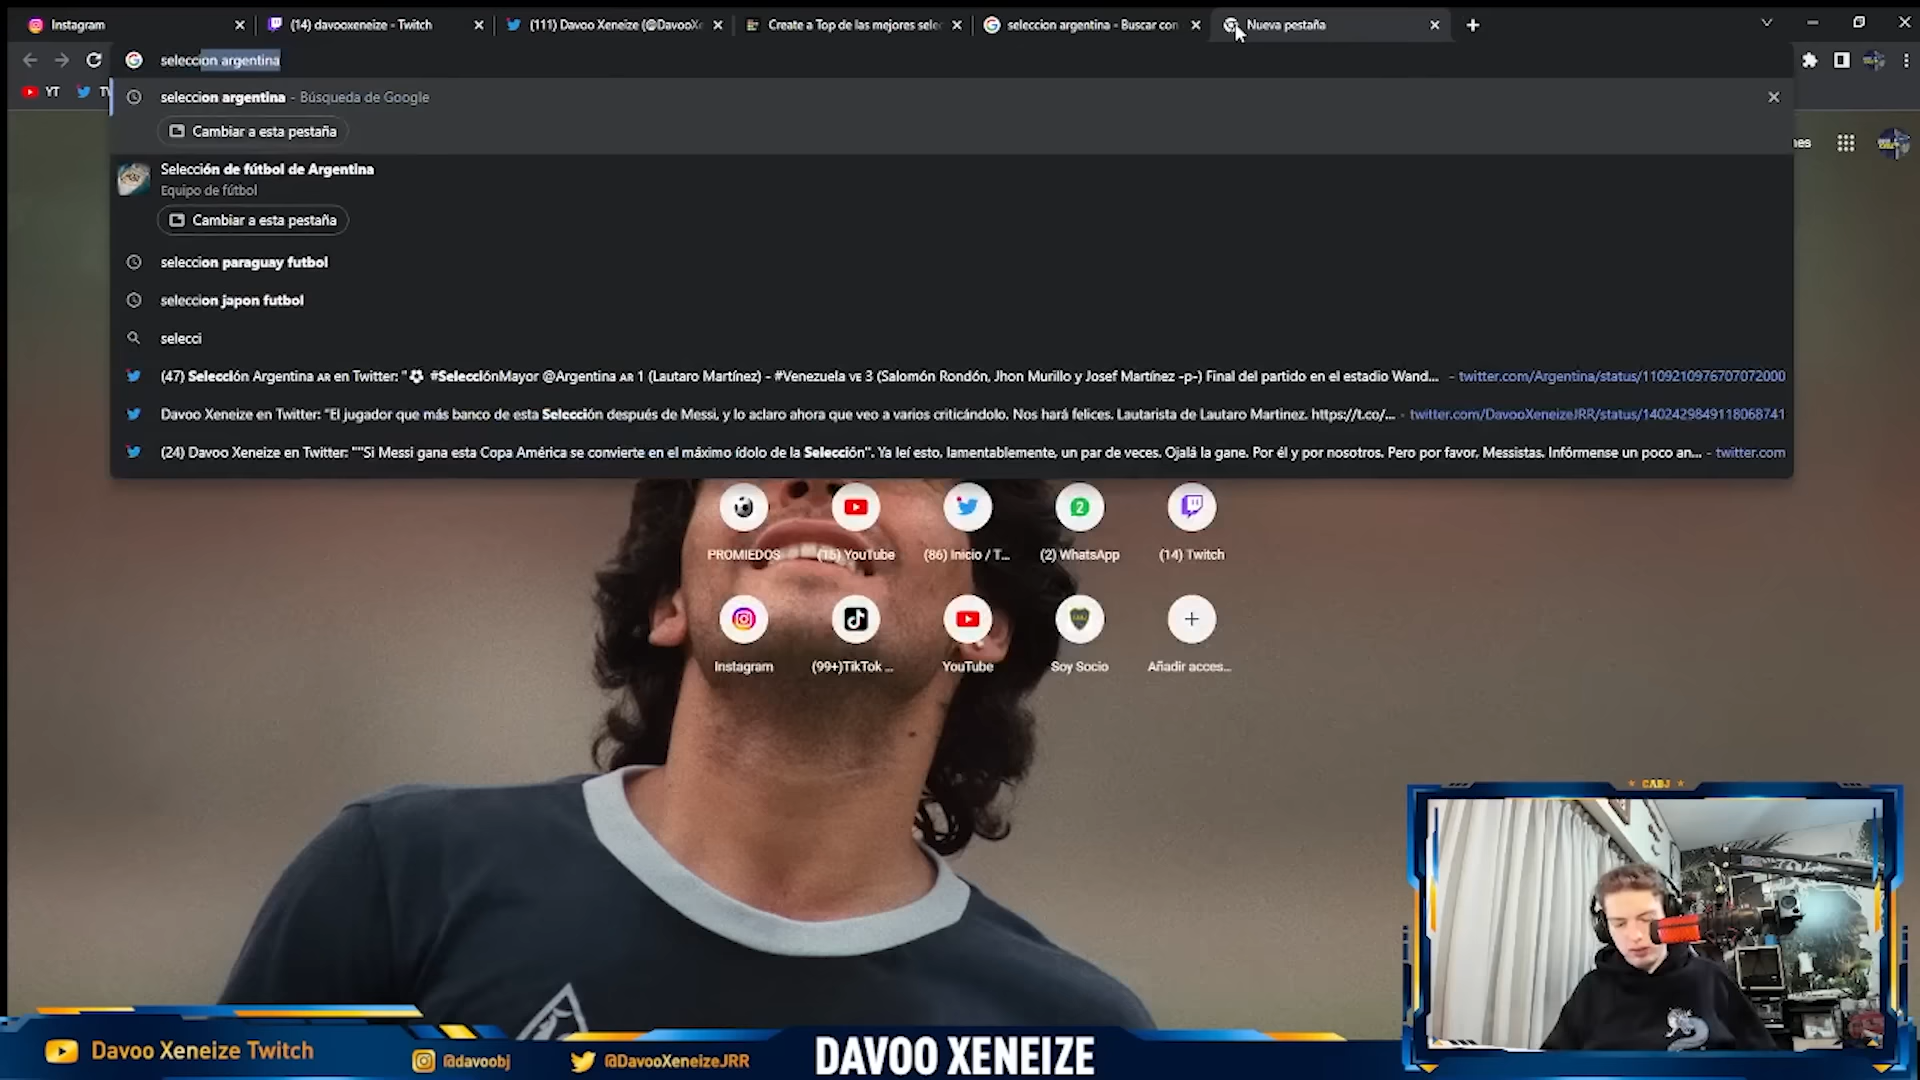 Instagram
(14) davooxeneize - Twitch
(111) Davoo Xeneize (@DavooX
Create a Top de las mejores sele
seleccion argentina - Buscar con
Nueva pestaña
seleccion argentina
YT
seleccion argentina - Búsqueda de Google
Cambiar a esta pestaña
Selección de fútbol de Argentina
Equipo de fútbol
Cambiar a esta pestaña
seleccion paraguay futbol
seleccion japon futbol
selecci
(47) Selección Argentina AR en Twitter: "⚽ #SelecciónMayor @Argentina AR 1 (Lautaro Martínez) - #Venezuela VE 3 (Salomón Rondón, Jhon Murillo y Josef Martínez -p-) Final del partido en el estadio Wand... - twitter.com/Argentina/status/1109210976707072000
Davoo Xeneize en Twitter: "El jugador que más banco de esta Selección después de Messi, y lo aclaro ahora que veo a varios criticándolo. Nos hará felices. Lautarista de Lautaro Martinez. https://t.co/... - twitter.com/DavooXeneizeJRR/status/1402429849118068741
(24) Davoo Xeneize en Twitter: ""Si Messi gana esta Copa América se convierte en el máximo ídolo de la Selección". Ya leí esto, lamentablemente, un par de veces. Ojalá la gane. Por él y por nosotros. Pero por favor, Messistas. Infórmense un poco an... - twitter.com
PROMIEDOS
(15) YouTube
(86) Inicio / T...
(2) WhatsApp
(14) Twitch
Instagram
(99+)TikTok ...
YouTube
Soy Socio
Añadir acces...
CABJ
Davoo Xeneize Twitch
@davoobj
@DavooXeneizeJRR
DAVOO XENEIZE